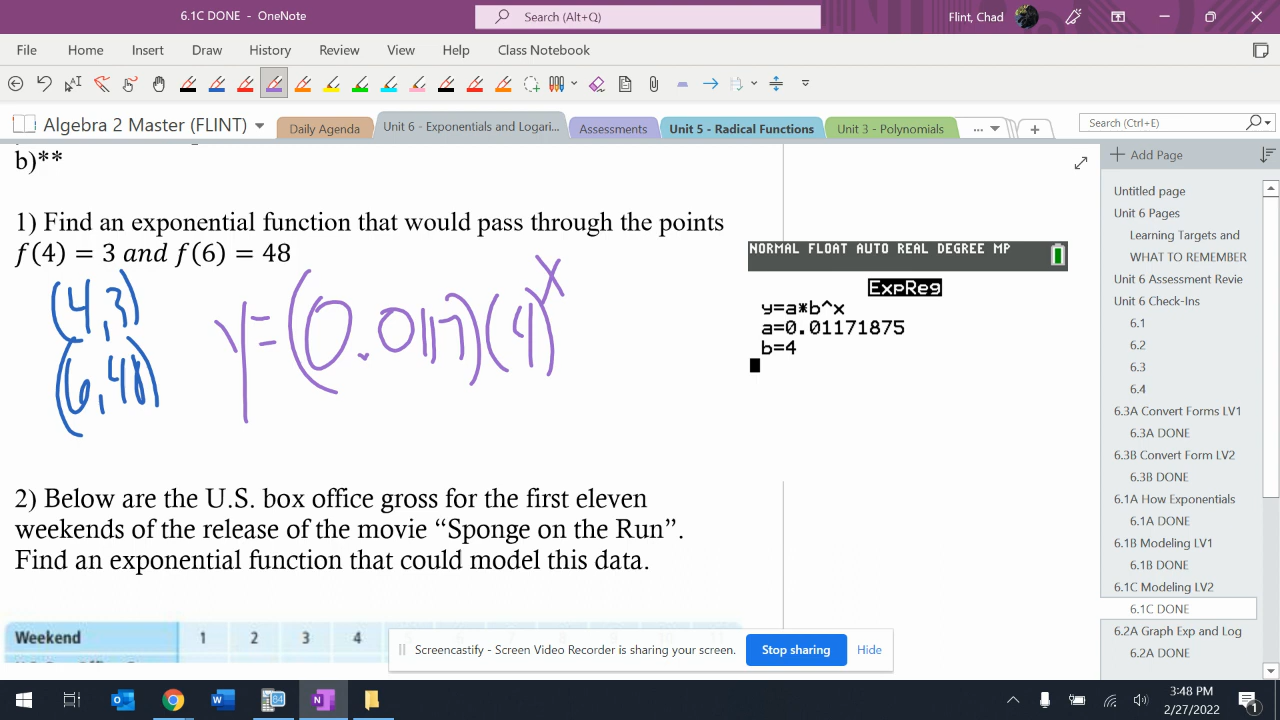 6.1C DONE - OneNote
Search (Alt+Q)
Flint, Chad
File Home Insert Draw History Review View Help Class Notebook
Algebra 2 Master (FLINT)
Daily Agenda
Unit 6 - Exponentials and Logari...
Assessments
Unit 5 - Radical Functions
Unit 3 - Polynomials
...
Search (Ctrl+E)
b)**
1) Find an exponential function that would pass through the points
f(4) = 3 and f(6) = 48
(4,3)
(6,48)
y=(0.0117)(4)^x
NORMAL FLOAT AUTO REAL DEGREE MP
ExpReg
y=a*b^x
a=0.01171875
b=4
2) Below are the U.S. box office gross for the first eleven
weekends of the release of the movie “Sponge on the Run”.
Find an exponential function that could model this data.
Weekend 1 2 3 4
Screencastify - Screen Video Recorder is sharing your screen.
Stop sharing
Hide
Add Page
Untitled page
Unit 6 Pages
Learning Targets and
WHAT TO REMEMBER
Unit 6 Assessment Revie
Unit 6 Check-Ins
6.1
6.2
6.3
6.4
6.3A Convert Forms LV1
6.3A DONE
6.3B Convert Form LV2
6.3B DONE
6.1A How Exponentials
6.1A DONE
6.1B Modeling LV1
6.1B DONE
6.1C Modeling LV2
6.1C DONE
6.2A Graph Exp and Log
6.2A DONE
3:48 PM
2/27/2022
1